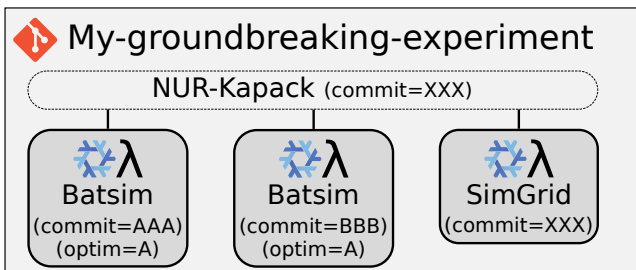 My-groundbreaking-experiment
NUR-Kapack (commit=XXX)
λ λ λ
Batsim Batsim SimGrid
(commit=AAA) (commit=BBB) (commit=XXX)
(optim=A) (optim=A)